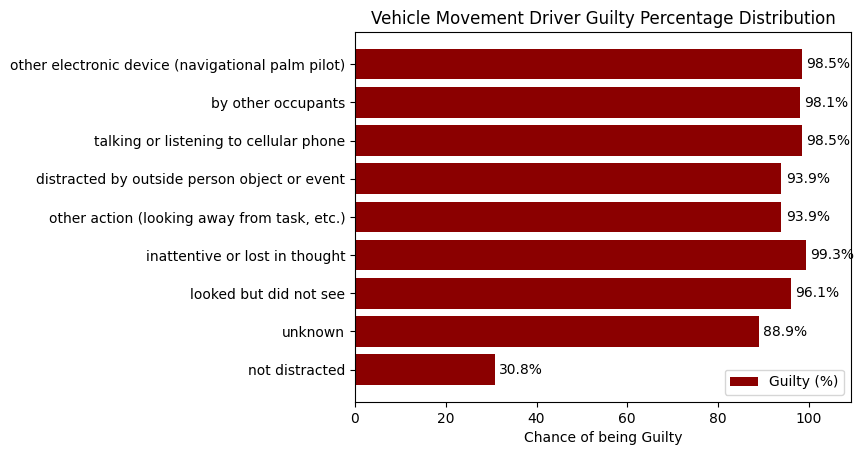 Vehicle Movement Driver Guilty Percentage Distribution
other electronic device (navigational palm pilot) 98.5%
by other occupants 98.1%
talking or listening to cellular phone 98.5%
distracted by outside person object or event 93.9%
other action (looking away from task, etc.) 93.9%
inattentive or lost in thought 99.3%
looked but did not see 96.1%
unknown 88.9%
not distracted 30.8%
Guilty (%)
0 20 40 60 80 100
Chance of being Guilty